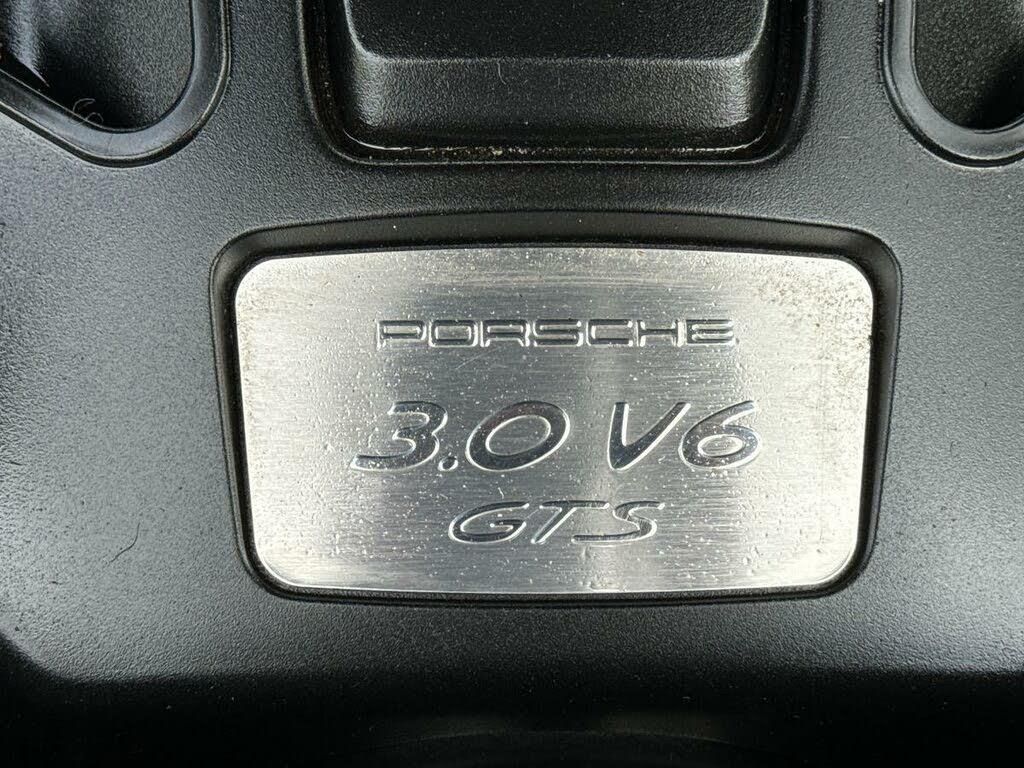 PORSCHE
3.0 V6
GTS